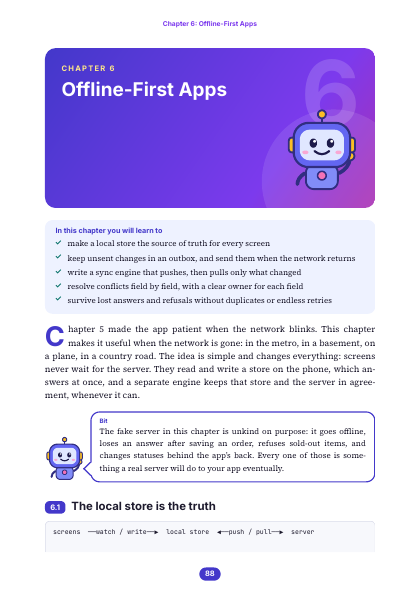 Chapter 6: Offline-First Apps
CHAPTER 6
6
Offline-First Apps
In this chapter you will learn to
✓ make a local store the source of truth for every screen
✓ keep unsent changes in an outbox, and send them when the network returns
✓ write a sync engine that pushes, then pulls only what changed
✓ resolve conflicts field by field, with a clear owner for each field
✓ survive lost answers and refusals without duplicates or endless retries
Chapter 5 made the app patient when the network blinks. This chapter
makes it useful when the network is gone: in the metro, in a basement, on
a plane, in a country road. The idea is simple and changes everything: screens
never wait for the server. They read and write a store on the phone, which an-
swers at once, and a separate engine keeps that store and the server in agree-
ment, whenever it can.
Bit
The fake server in this chapter is unkind on purpose: it goes offline,
loses an answer after saving an order, refuses sold-out items, and
changes statuses behind the app's back. Every one of those is some-
thing a real server will do to your app eventually.
6.1 The local store is the truth
screens ──watch / write──▶ local store ◀──push / pull──▶ server
88